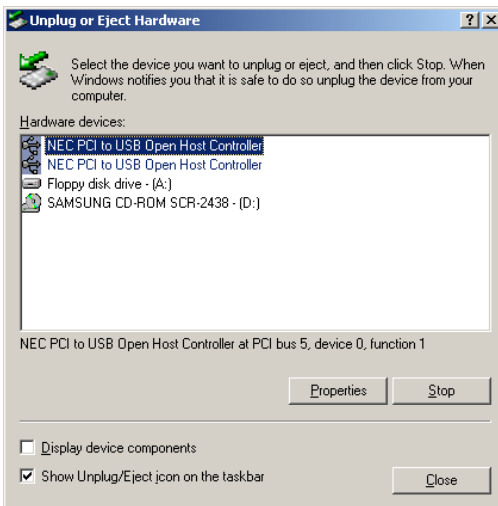 Unplug or Eject Hardware
Select the device you want to unplug or eject, and then click Stop. When
Windows notifies you that it is safe to do so unplug the device from your
computer.
Hardware devices:
NEC PCI to USB Open Host Controller
NEC PCI to USB Open Host Controller
Floppy disk drive - (A:)
SAMSUNG CD-ROM SCR-2438 - (D:)
NEC PCI to USB Open Host Controller at PCI bus 5, device 0, function 1
Properties
Stop
Display device components
Show Unplug/Eject icon on the taskbar
Close